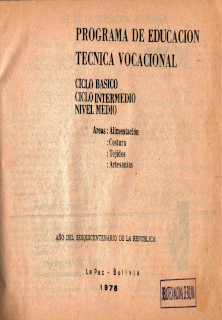 PROGRAMA DE EDUCACION
TECNICA VOCACIONAL
CICLO BASICO
CICLO INTERMEDIO
NIVEL MEDIO
Areas : Alimentación
: Costura
: Tejidos
: Artesanías
AÑO DEL SESQUICENTENARIO DE LA REPUBLICA
La Paz - Bolivia
1975